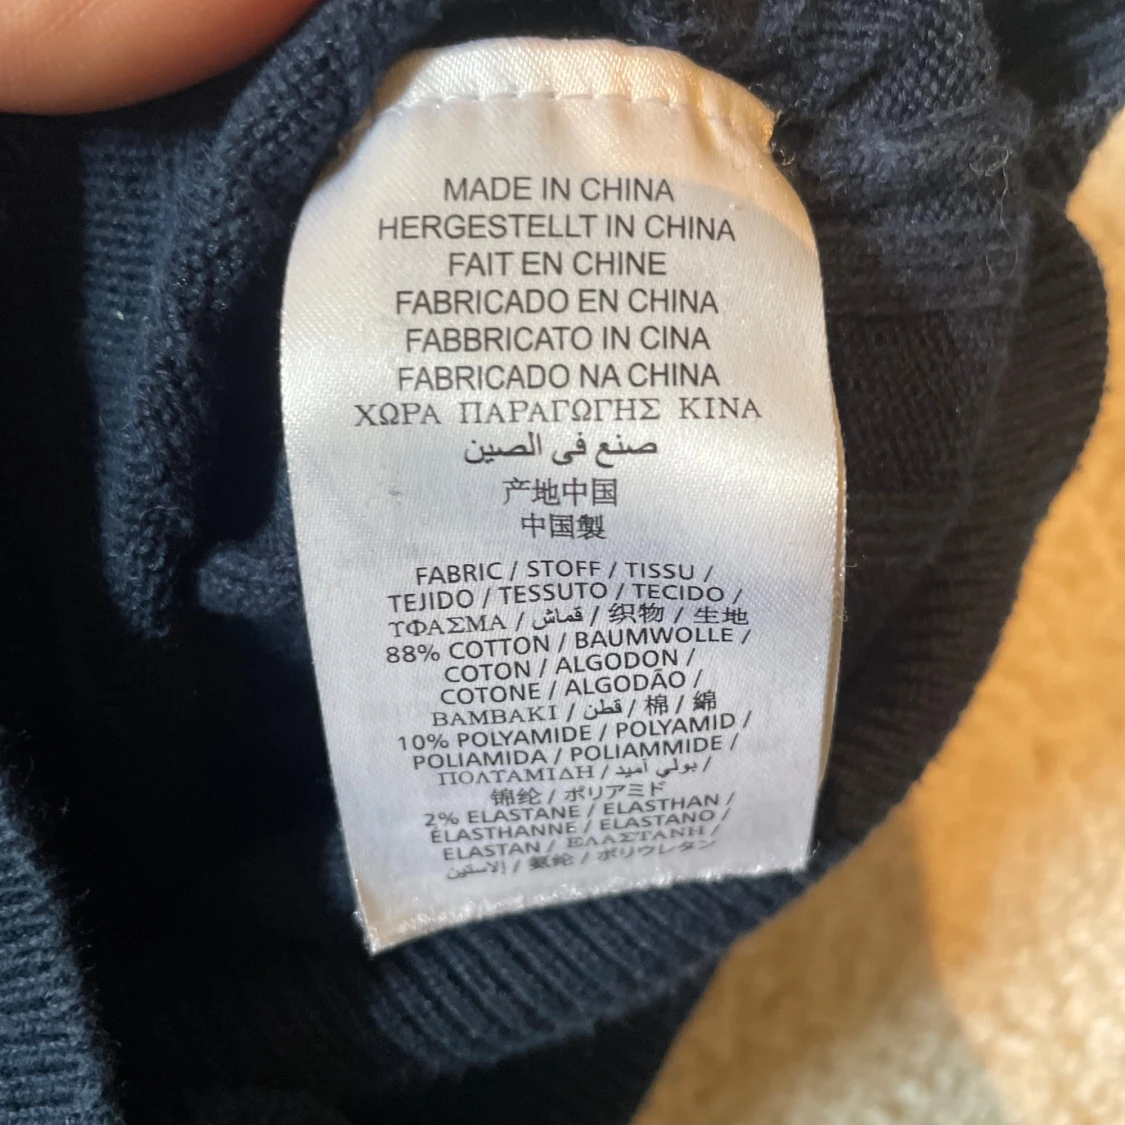 MADE IN CHINA
HERGESTELLT IN CHINA
FAIT EN CHINE
FABRICADO EN CHINA
FABBRICATO IN CINA
FABRICADO NA CHINA
ΧΩΡΑ ΠΑΡΑΓΩΓΗΣ ΚΙΝΑ
صنع في الصين
产地中国
中国製
FABRIC / STOFF / TISSU /
TEJIDO / TESSUTO / TECIDO /
ΥΦΑΣΜΑ / قماش / 织物 / 生地
88% COTTON / BAUMWOLLE /
COTON / ALGODON /
COTONE / ALGODÃO /
ΒΑΜΒΑΚΙ / قطن / 棉 / 綿
10% POLYAMIDE / POLYAMID /
POLIAMIDA / POLIAMMIDE /
ΠΟΛΤΑΜΙΔΗ / بولي أميد /
锦纶 / ポリアミド
2% ELASTANE / ELASTHAN /
ÉLASTHANNE / ELASTANO /
ELASTAN / ΕΛΑΣΤΑΝΗ /
الاستين / 氨纶 / ポリウレタン